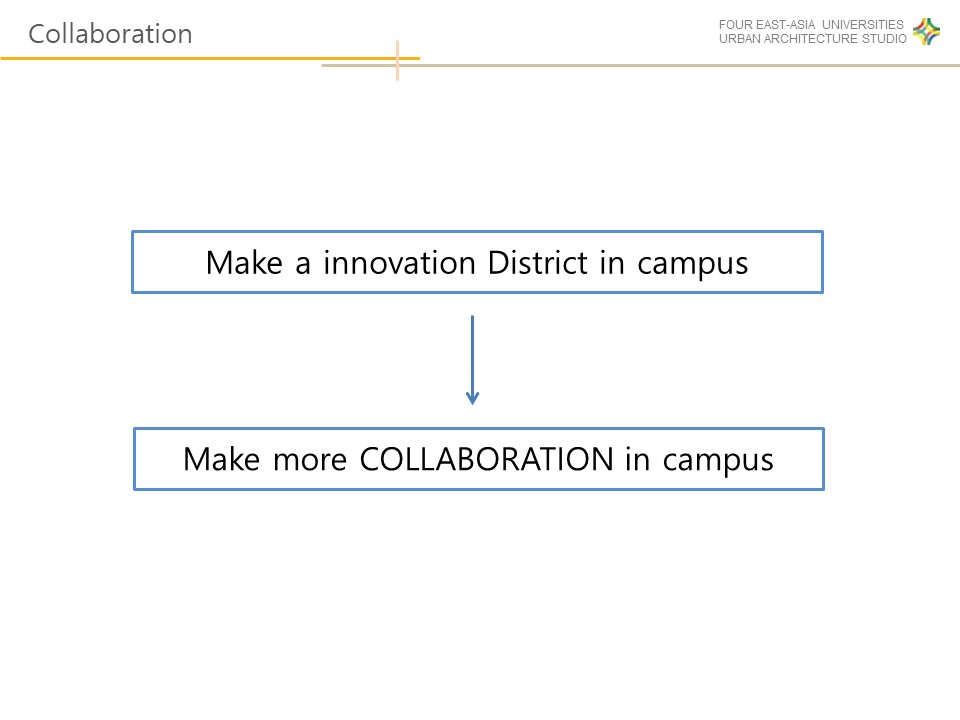 Collaboration
FOUR EAST-ASIA UNIVERSITIES
URBAN ARCHITECTURE STUDIO
Make a innovation District in campus
Make more COLLABORATION in campus